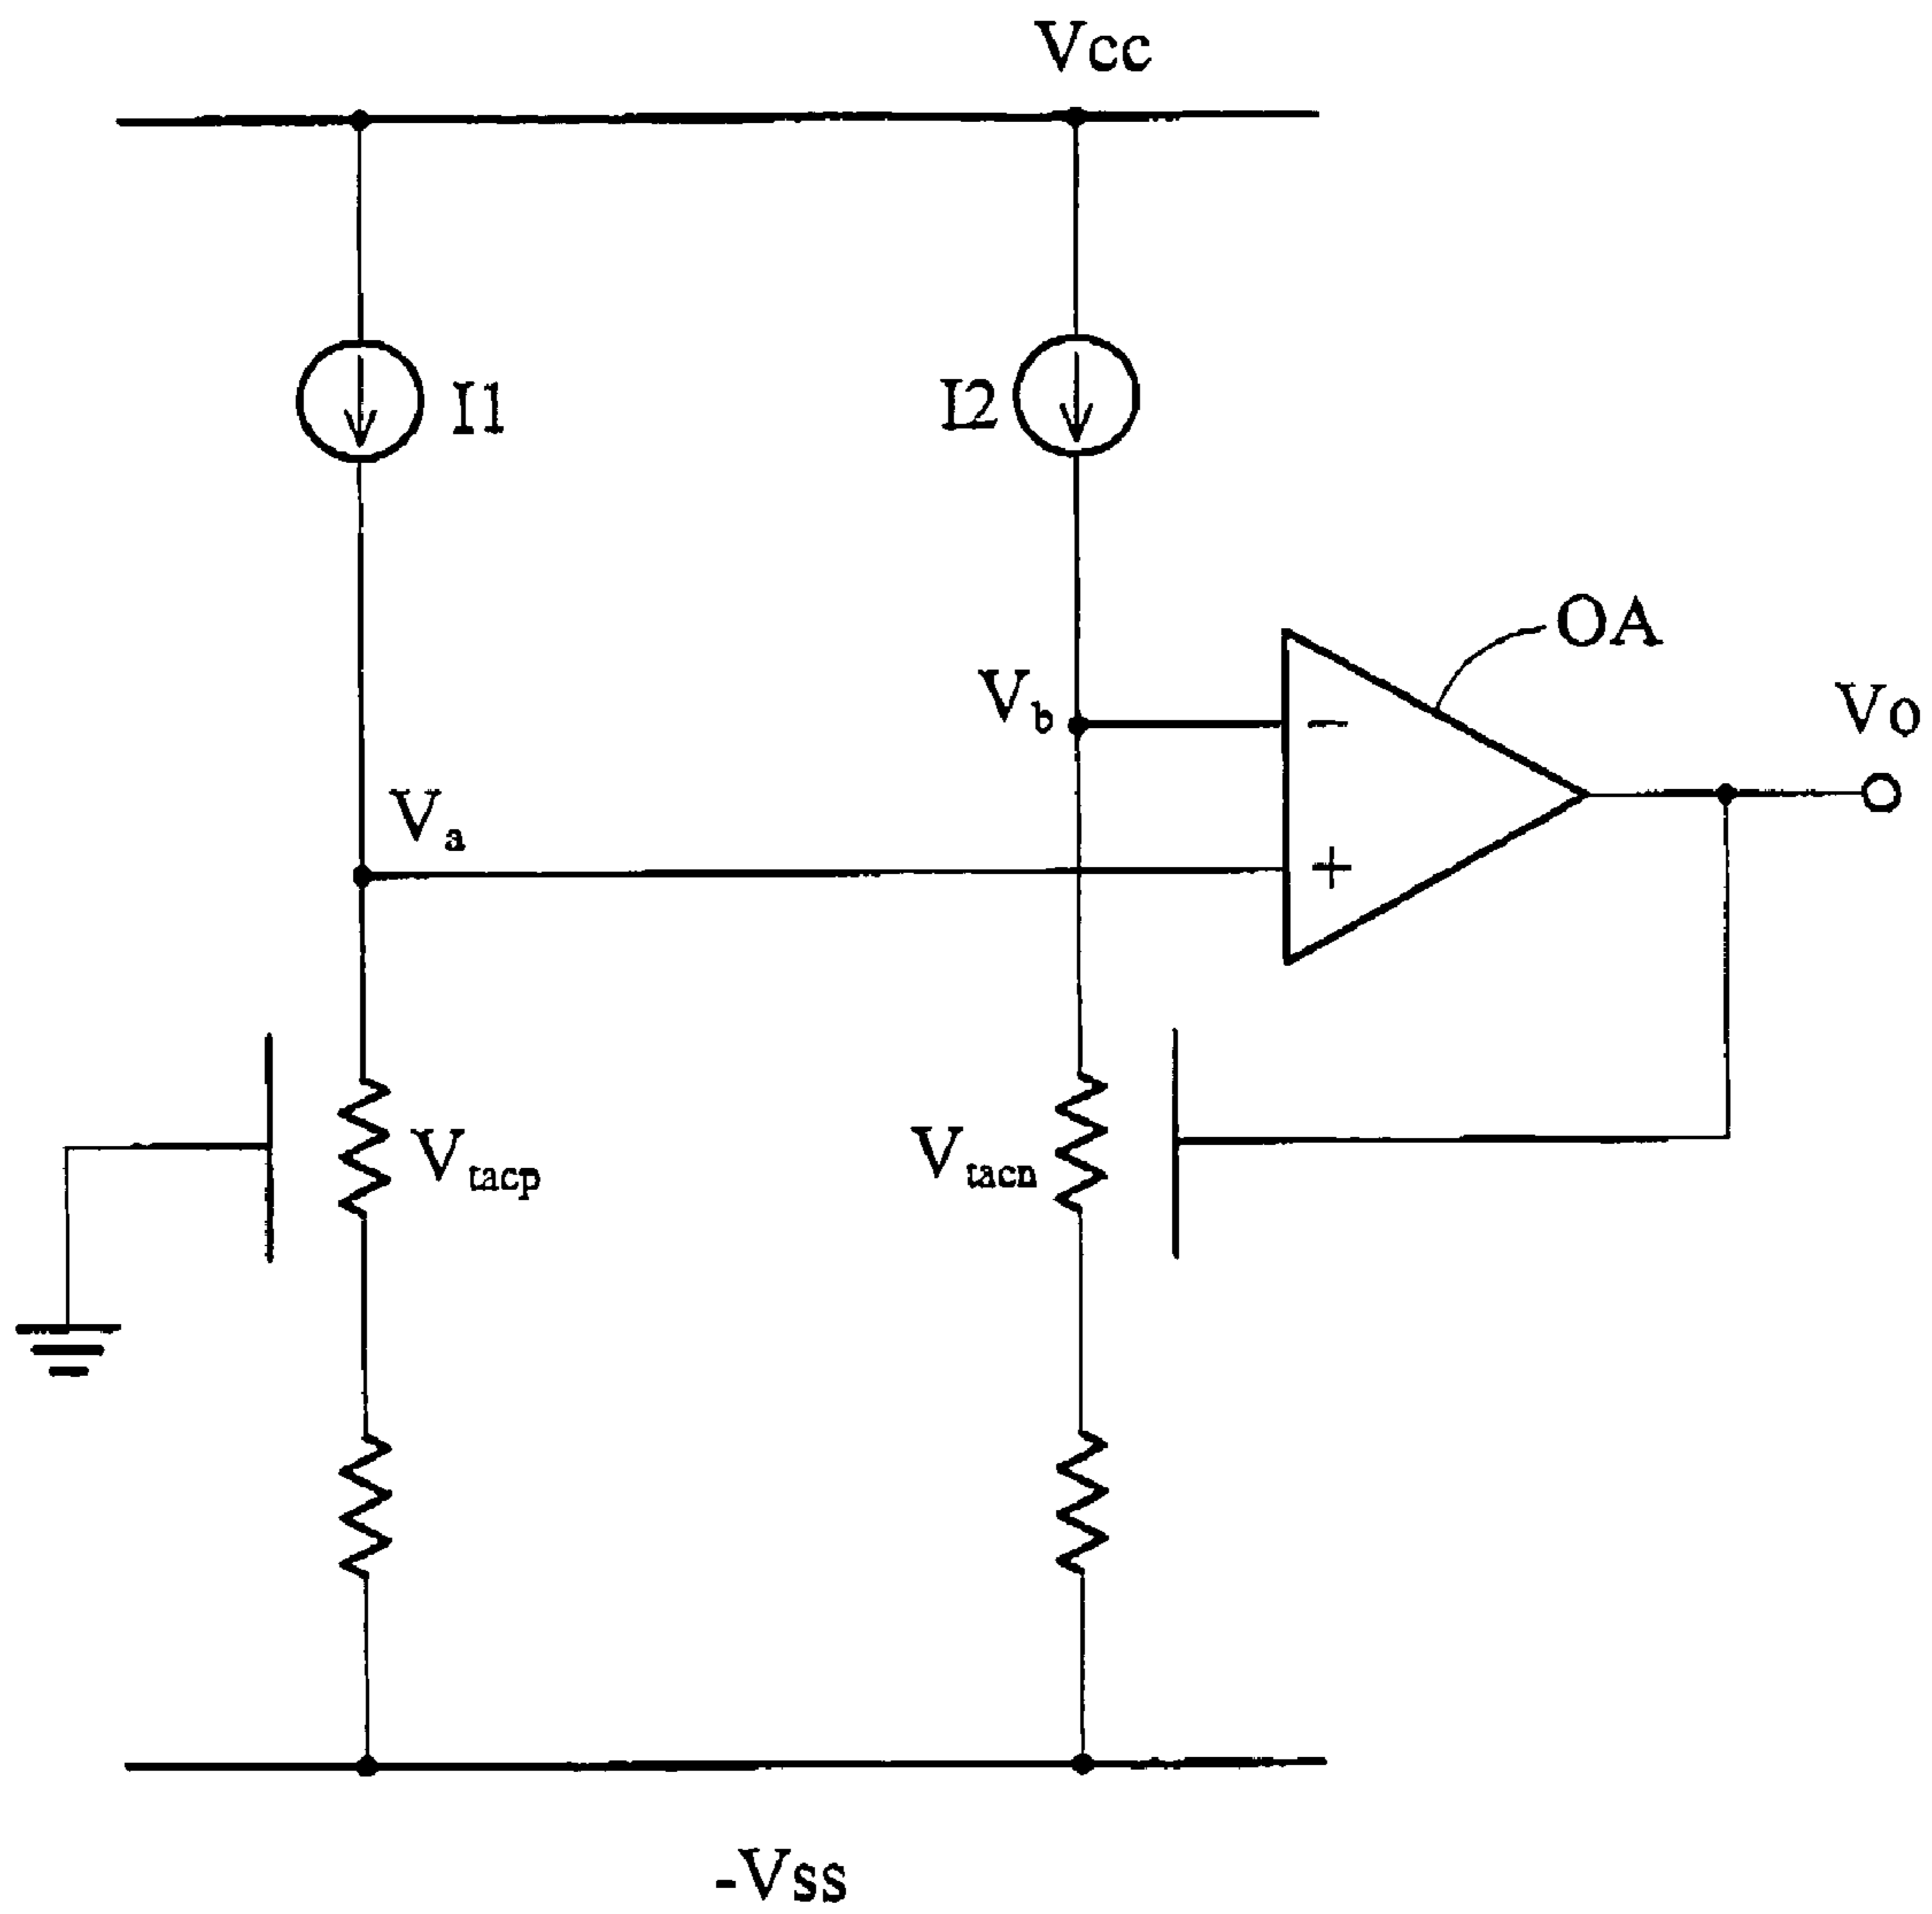 Vcc
I1
I2
OA
Vb
Vo
−
Va
+
Vtacp
Vtacn
-Vss